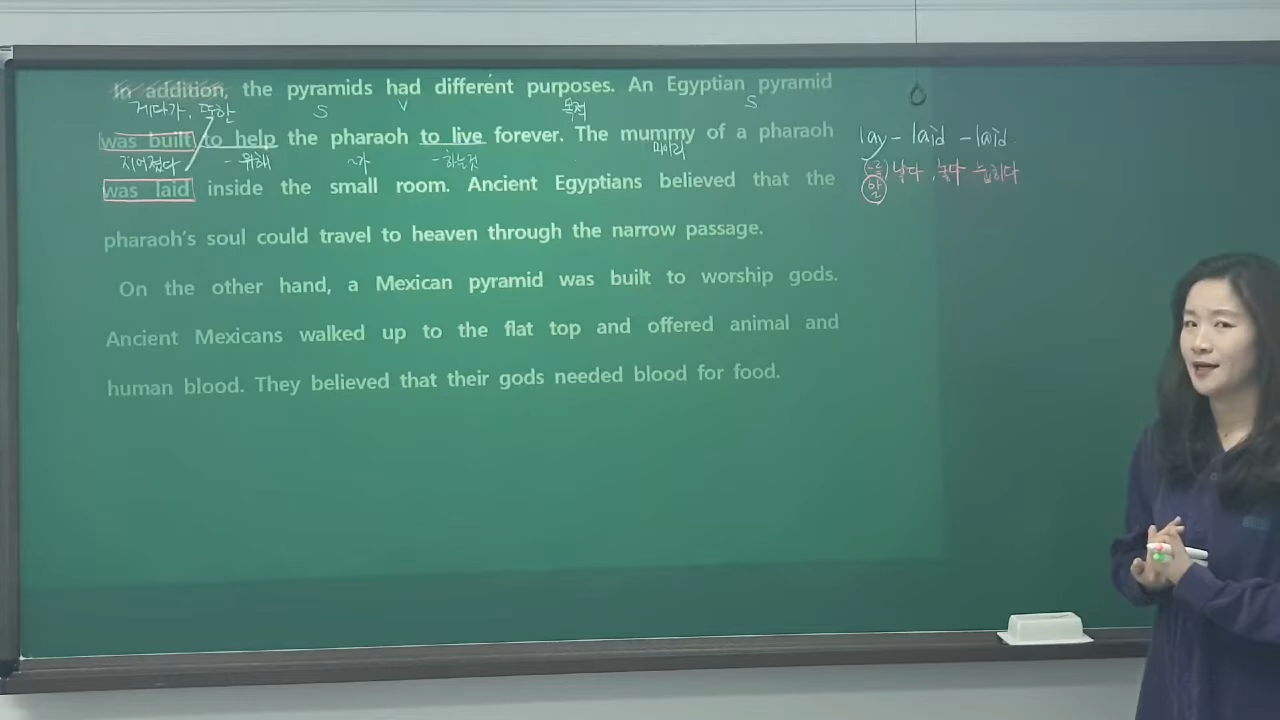 In addition, the pyramids had different purposes. An Egyptian pyramid
게다가, 또한 S V 목적 S
was built to help the pharaoh to live forever. The mummy of a pharaoh
lay - laid - laid.
지어졌다 ~위해 ~가 ~하는것 미이라
낳다, 놓다 눕히다
알
was laid inside the small room. Ancient Egyptians believed that the
pharaoh's soul could travel to heaven through the narrow passage.
On the other hand, a Mexican pyramid was built to worship gods.
Ancient Mexicans walked up to the flat top and offered animal and
human blood. They believed that their gods needed blood for food.